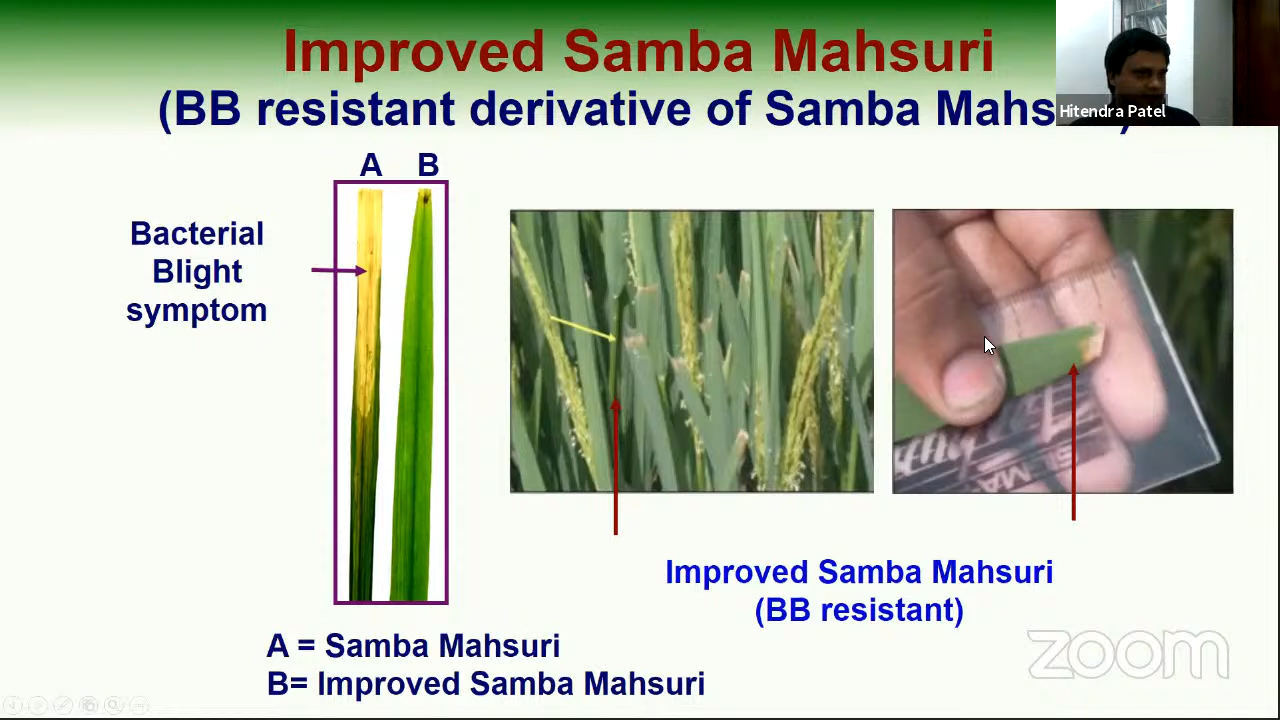 Improved Samba Mahsuri
(BB resistant derivative of Samba
Hitendra Patel
A B
Bacterial
Blight
symptom
Improved Samba Mahsuri
(BB resistant)
A = Samba Mahsuri
B= Improved Samba Mahsuri
zoom